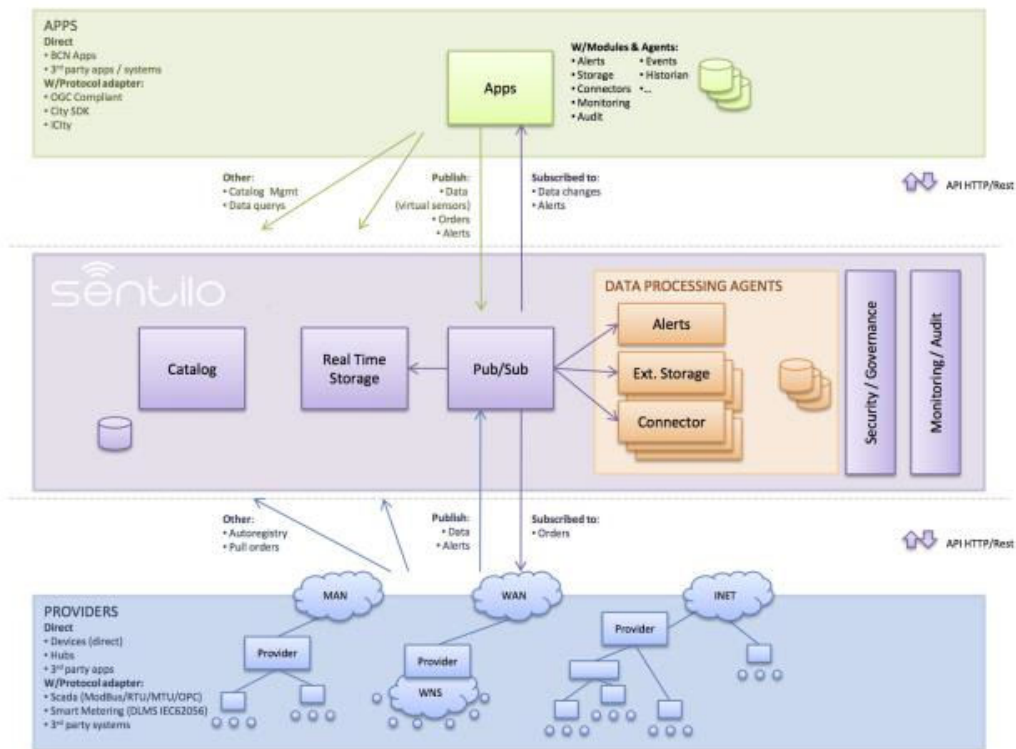 APPS
Direct
• BCN Apps
• 3rd party apps / systems
W/Protocol adapter:
• OGC Compliant
• City SDK
• iCity
Apps
W/Modules & Agents:
• Alerts • Events
• Storage • Historian
• Connectors •...
• Monitoring
• Audit
Other:
• Catalog Mgmt
• Data querys
Publish:
• Data
(virtual sensors)
• Orders
• Alerts
Subscribed to:
• Data changes
• Alerts
API HTTP/Rest
sentilo
Catalog
Real Time
Storage
Pub/Sub
DATA PROCESSING AGENTS
Alerts
Ext. Storage
Connector
Security / Governance
Monitoring / Audit
Other:
• Autoregistry
• Pull orders
Publish:
• Data
• Alerts
Subscribed to:
• Orders
API HTTP/Rest
PROVIDERS
Direct
• Devices (direct)
• Hubs
• 3rd party apps
W/Protocol adapter:
• Scada (ModBus/RTU/MTU/OPC)
• Smart Metering (DLMS IEC62056)
• 3rd party systems
MAN
Provider
WAN
Provider
WNS
INET
Provider